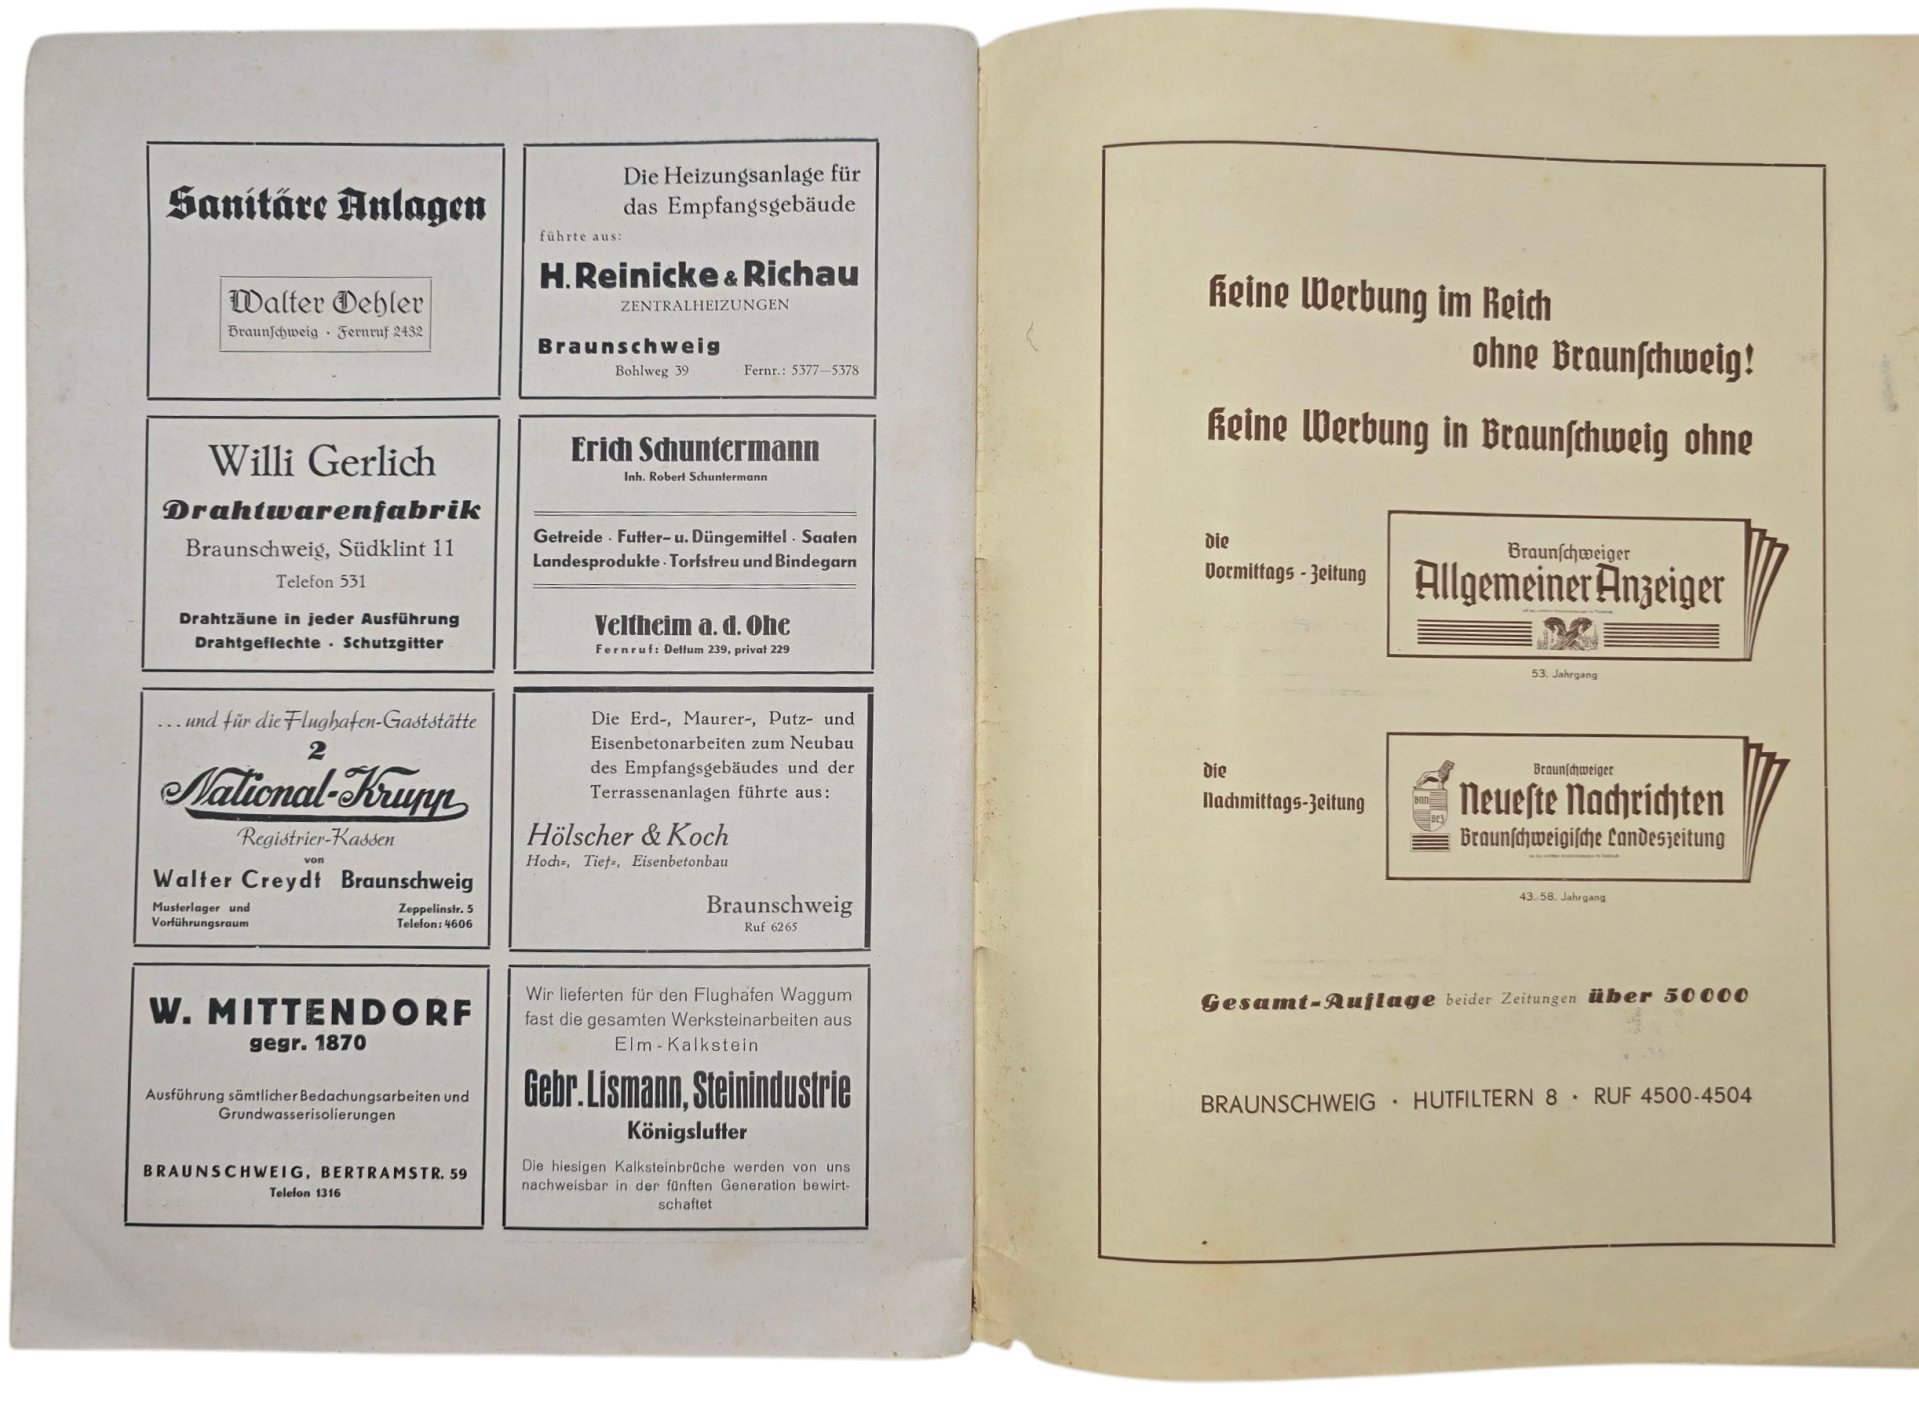 Sanitäre Anlagen
Walter Oehler
Braunschweig · Fernruf 2432
Die Heizungsanlage für
das Empfangsgebäude
führte aus:
H. Reinicke & Richau
ZENTRALHEIZUNGEN
Braunschweig
Bohlweg 39 Fernr.: 5377—5378
Willi Gerlich
Drahtwarenfabrik
Braunschweig, Südklint 11
Telefon 531
Drahtzäune in jeder Ausführung
Drahtgeflechte · Schutzgitter
Erich Schuntermann
Inh. Robert Schuntermann
Getreide · Futter- u. Düngemittel · Saaten
Landesprodukte · Torfstreu und Bindegarn
Veltheim a. d. Ohe
Fernruf: Dettum 239, privat 229
...und für die Flughafen-Gaststätte
2
National-Krupp
Registrier-Kassen
von
Walter Creydt Braunschweig
Musterlager und Zeppelinstr. 5
Vorführungsraum Telefon: 4606
Die Erd-, Maurer-, Putz- und
Eisenbetonarbeiten zum Neubau
des Empfangsgebäudes und der
Terrassenanlagen führte aus:
Hölscher & Koch
Hoch-, Tief-, Eisenbetonbau
Braunschweig
Ruf 6265
W. MITTENDORF
gegr. 1870
Ausführung sämtlicher Bedachungsarbeiten und
Grundwasserisolierungen
BRAUNSCHWEIG, BERTRAMSTR. 59
Telefon 1316
Wir lieferten für den Flughafen Waggum
fast die gesamten Werksteinarbeiten aus
Elm-Kalkstein
Gebr. Lismann, Steinindustrie
Königslutter
Die hiesigen Kalksteinbrüche werden von uns
nachweisbar in der fünften Generation bewirt-
schaftet
Keine Werbung im Reich
ohne Braunſchweig!
Keine Werbung in Braunſchweig ohne
die
Vormittags-Zeitung
Braunſchweiger
Allgemeiner Anzeiger
53. Jahrgang
die
Nachmittags-Zeitung
BNN
BLZ
Braunſchweiger
Neueſte Nachrichten
Braunſchweigiſche Landeszeitung
43.:58. Jahrgang
Gesamt-Auflage beider Zeitungen über 50000
BRAUNSCHWEIG · HUTFILTERN 8 · RUF 4500-4504